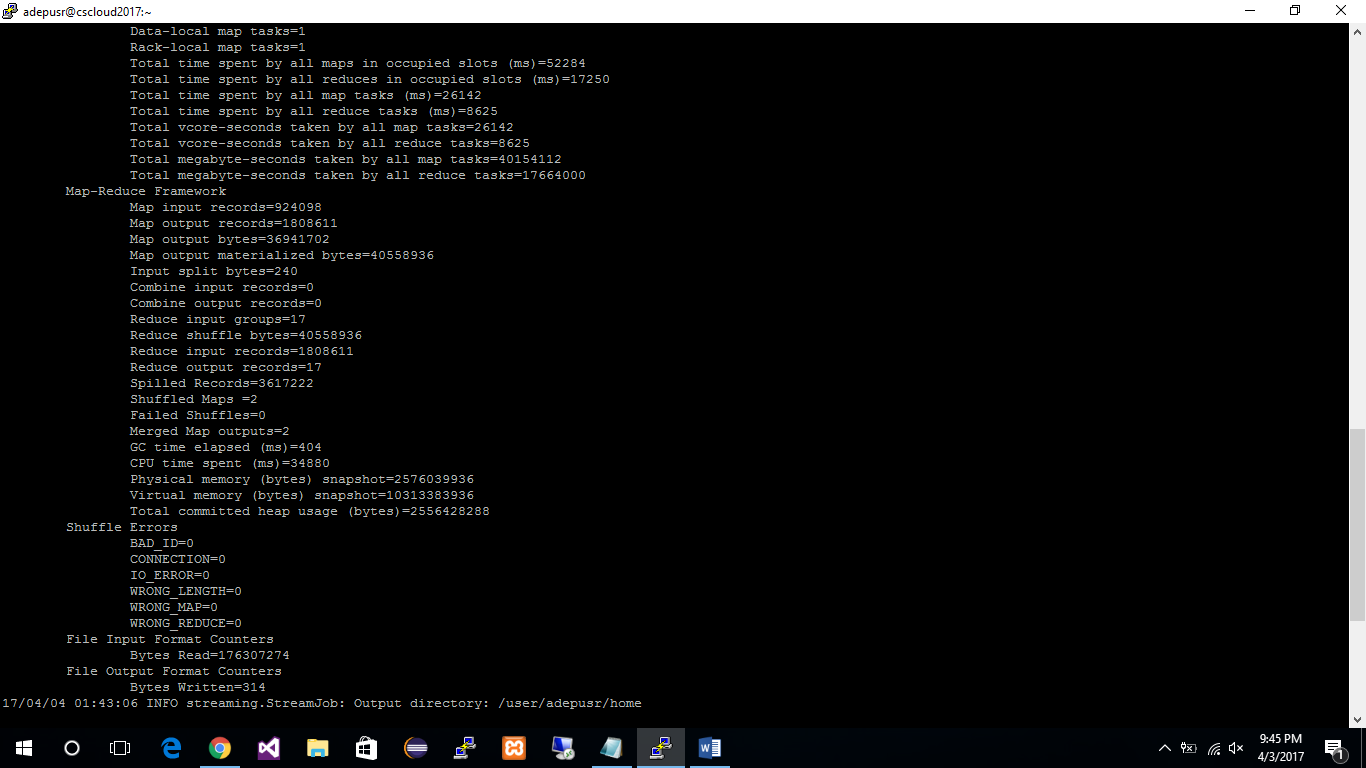 adepusr@cscloud2017:~
Data-local map tasks=1
Rack-local map tasks=1
Total time spent by all maps in occupied slots (ms)=52284
Total time spent by all reduces in occupied slots (ms)=17250
Total time spent by all map tasks (ms)=26142
Total time spent by all reduce tasks (ms)=8625
Total vcore-seconds taken by all map tasks=26142
Total vcore-seconds taken by all reduce tasks=8625
Total megabyte-seconds taken by all map tasks=40154112
Total megabyte-seconds taken by all reduce tasks=17664000
Map-Reduce Framework
Map input records=924098
Map output records=1808611
Map output bytes=36941702
Map output materialized bytes=40558936
Input split bytes=240
Combine input records=0
Combine output records=0
Reduce input groups=17
Reduce shuffle bytes=40558936
Reduce input records=1808611
Reduce output records=17
Spilled Records=3617222
Shuffled Maps =2
Failed Shuffles=0
Merged Map outputs=2
GC time elapsed (ms)=404
CPU time spent (ms)=34880
Physical memory (bytes) snapshot=2576039936
Virtual memory (bytes) snapshot=10313383936
Total committed heap usage (bytes)=2556428288
Shuffle Errors
BAD_ID=0
CONNECTION=0
IO_ERROR=0
WRONG_LENGTH=0
WRONG_MAP=0
WRONG_REDUCE=0
File Input Format Counters
Bytes Read=176307274
File Output Format Counters
Bytes Written=314
17/04/04 01:43:06 INFO streaming.StreamJob: Output directory: /user/adepusr/home
9:45 PM
4/3/2017
1